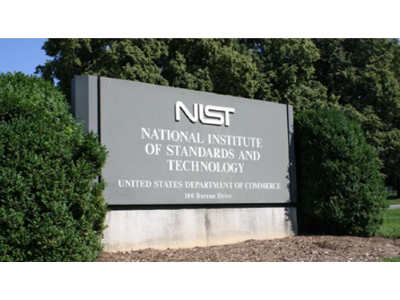 NIST
NATIONAL INSTITUTE
OF STANDARDS AND
TECHNOLOGY
UNITED STATES DEPARTMENT OF COMMERCE
100 Bureau Drive